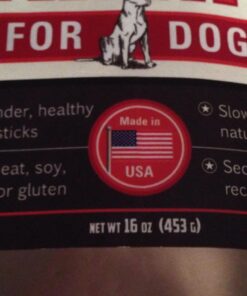 FOR DOG
nder, healthy
sticks
eat, soy,
or gluten
Made in
USA
Slow
natu
Sec
rec
NET WT 16 OZ (453 G)